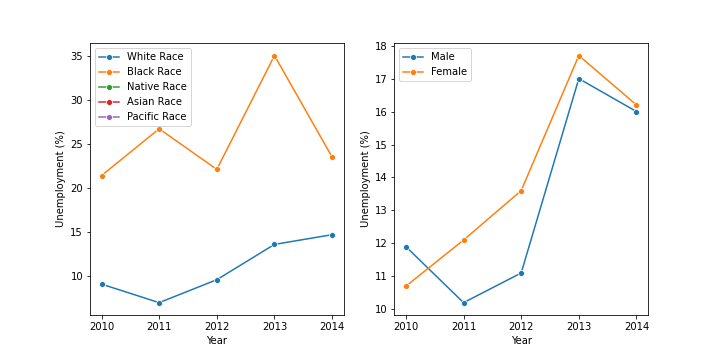 White Race
Black Race
Native Race
Asian Race
Pacific Race
35
30
25
20
15
10
Unemployment (%)
2010 2011 2012 2013 2014
Year
Male
Female
18
17
16
15
14
13
12
11
10
Unemployment (%)
2010 2011 2012 2013 2014
Year